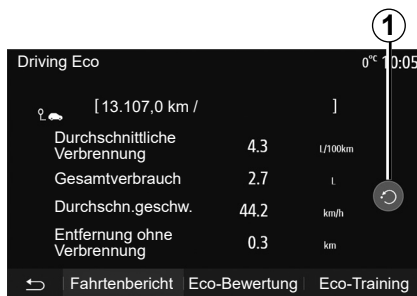 1
Driving Eco 0°C 10:05
[13.107,0 km / ]
Durchschnittliche
Verbrennung 4.3 L/100km
Gesamtverbrauch 2.7 L
Durchschn.geschw. 44.2 km/h
Entfernung ohne
Verbrennung 0.3 km
Fahrtenbericht Eco-Bewertung Eco-Training